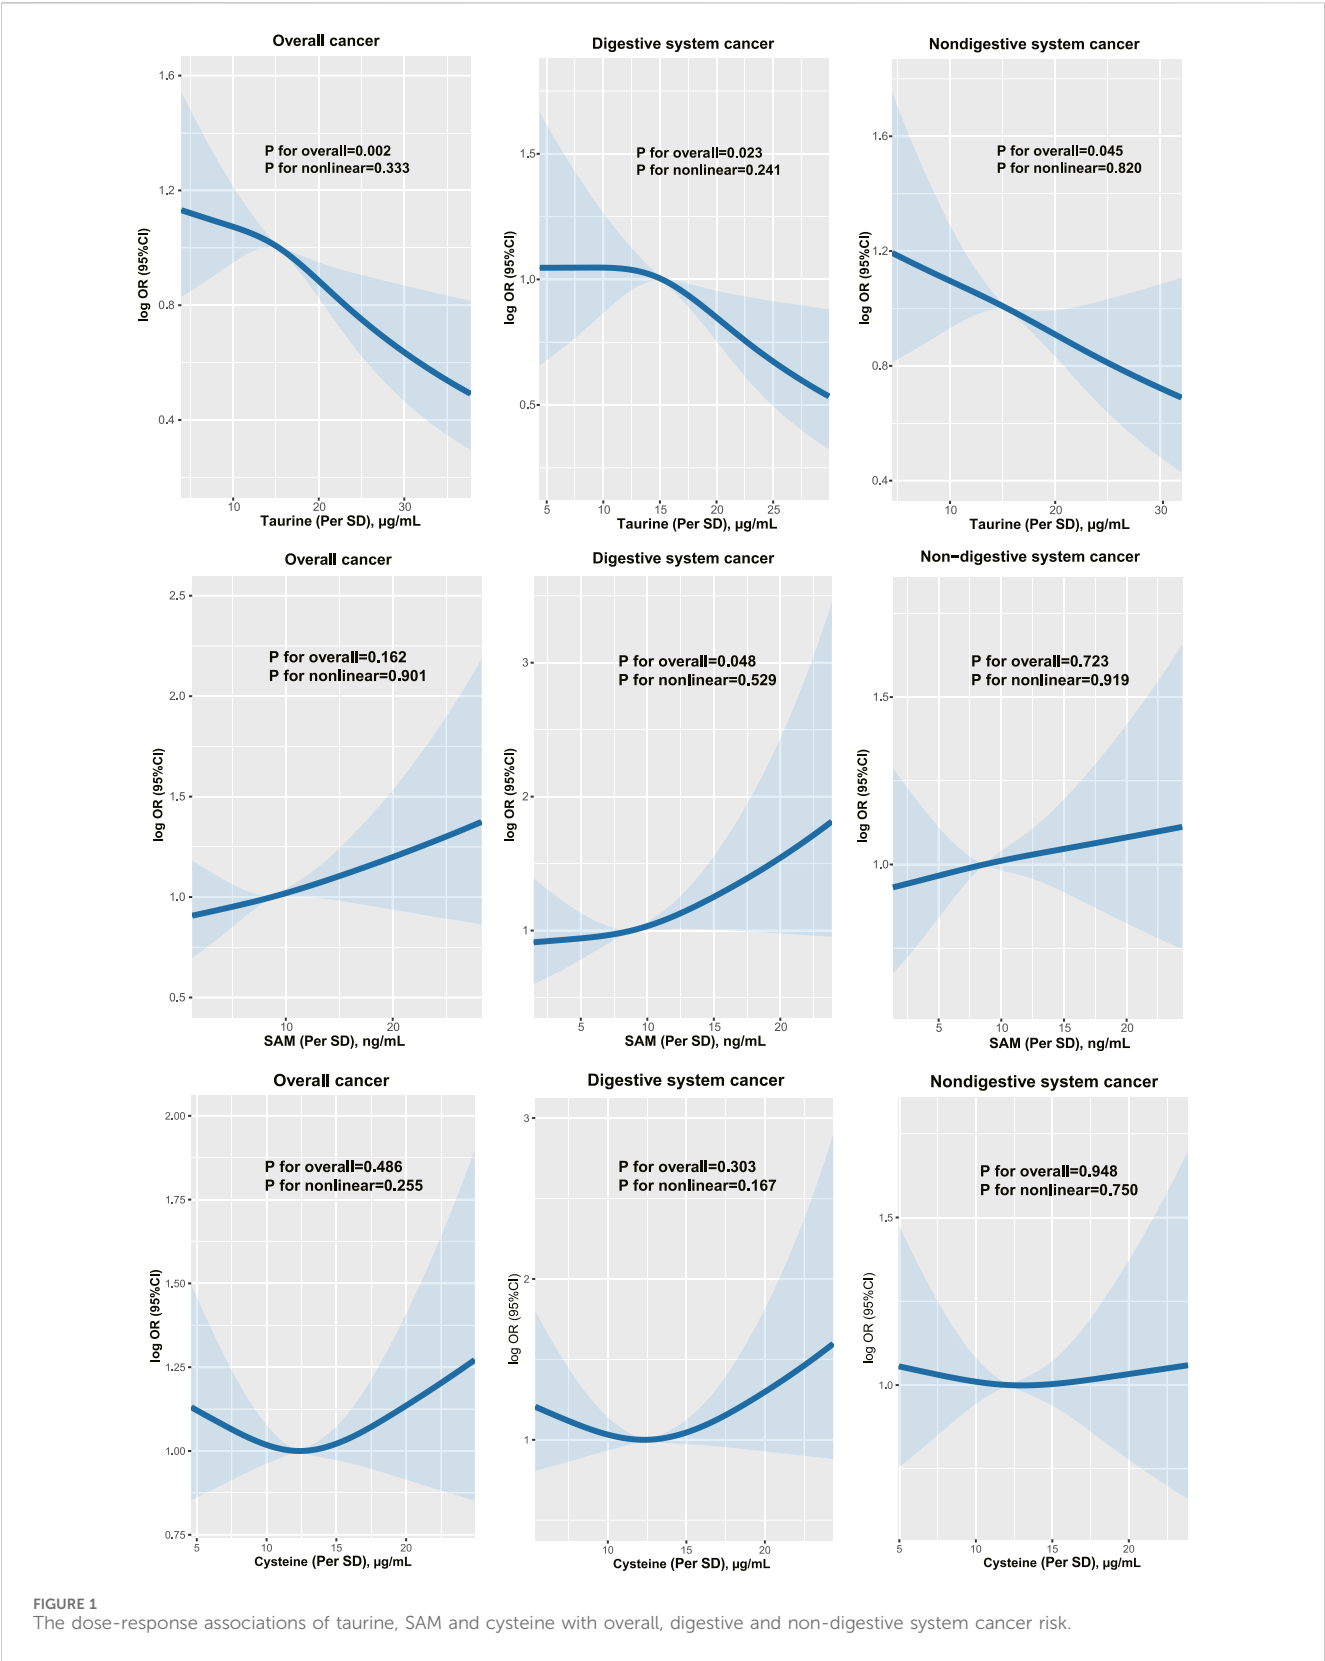 Overall cancer
1.6
1.2
0.8
0.4
log OR (95%CI)
P for overall=0.002
P for nonlinear=0.333
10 20 30
Taurine (Per SD), µg/mL
Digestive system cancer
1.5
1.0
0.5
log OR (95%CI)
P for overall=0.023
P for nonlinear=0.241
5 10 15 20 25
Taurine (Per SD), µg/mL
Nondigestive system cancer
1.6
1.2
0.8
0.4
log OR (95%CI)
P for overall=0.045
P for nonlinear=0.820
10 20 30
Taurine (Per SD), µg/mL
Overall cancer
2.5
2.0
1.5
1.0
0.5
log OR (95%CI)
P for overall=0.162
P for nonlinear=0.901
10 20
SAM (Per SD), ng/mL
Digestive system cancer
3
2
1
log OR (95%CI)
P for overall=0.048
P for nonlinear=0.529
5 10 15 20
SAM (Per SD), ng/mL
Non-digestive system cancer
1.5
1.0
log OR (95%CI)
P for overall=0.723
P for nonlinear=0.919
5 10 15 20
SAM (Per SD), ng/mL
Overall cancer
2.00
1.75
1.50
1.25
1.00
0.75
log OR (95%CI)
P for overall=0.486
P for nonlinear=0.255
5 10 15 20
Cysteine (Per SD), µg/mL
Digestive system cancer
3
2
1
log OR (95%CI)
P for overall=0.303
P for nonlinear=0.167
10 15 20
Cysteine (Per SD), µg/mL
Nondigestive system cancer
1.5
1.0
log OR (95%CI)
P for overall=0.948
P for nonlinear=0.750
5 10 15 20
Cysteine (Per SD), µg/mL
FIGURE 1
The dose-response associations of taurine, SAM and cysteine with overall, digestive and non-digestive system cancer risk.